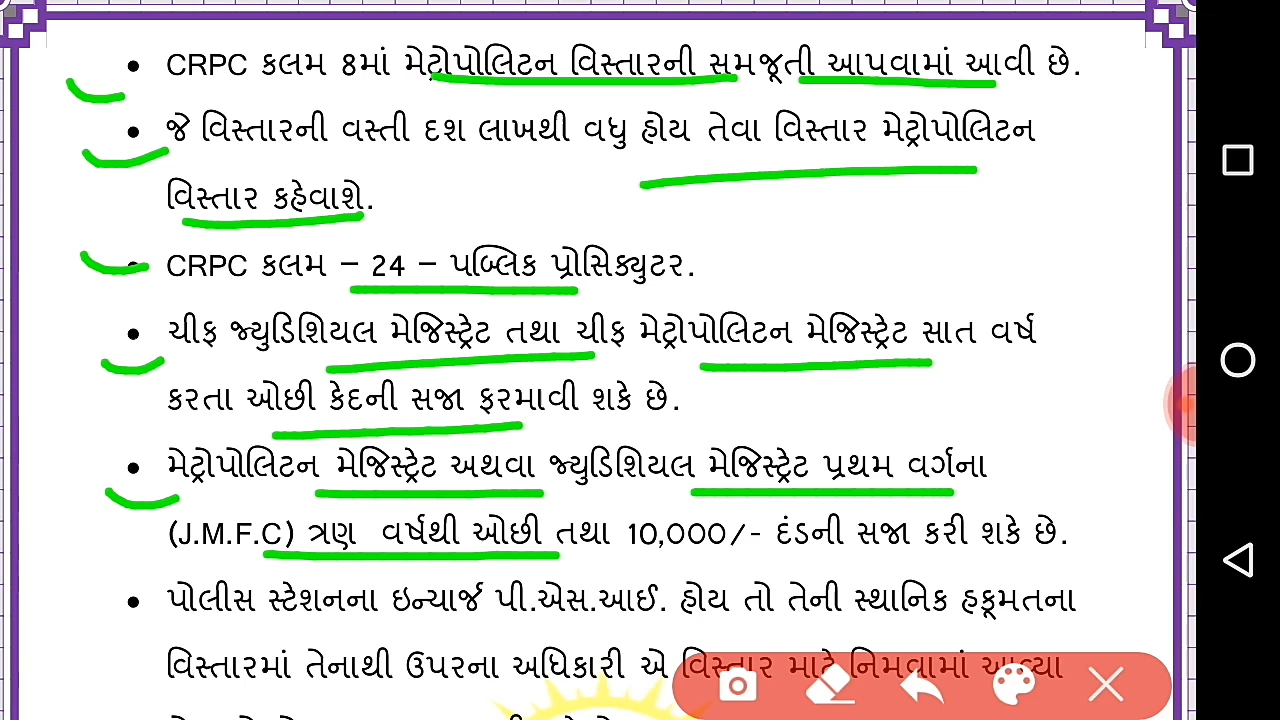 • CRPC કલમ 8માં મેટ્રોપોલિટન વિસ્તારની સમજૂતી આપવામાં આવી છે.
• જે વિસ્તારની વસ્તી દશ લાખથી વધુ હોય તેવા વિસ્તાર મેટ્રોપોલિટન
વિસ્તાર કહેવાશે.
• CRPC કલમ – 24 – પબ્લિક પ્રોસિક્યુટર.
• ચીફ જ્યુડિશિયલ મેજિસ્ટ્રેટ તથા ચીફ મેટ્રોપોલિટન મેજિસ્ટ્રેટ સાત વર્ષ
કરતા ઓછી કેદની સજા ફરમાવી શકે છે.
• મેટ્રોપોલિટન મેજિસ્ટ્રેટ અથવા જ્યુડિશિયલ મેજિસ્ટ્રેટ પ્રથમ વર્ગના
(J.M.F.C) ત્રણ વર્ષથી ઓછી તથા 10,000/- દંડની સજા કરી શકે છે.
• પોલીસ સ્ટેશનના ઇન્ચાર્જ પી.એસ.આઈ. હોય તો તેની સ્થાનિક હકૂમતના
વિસ્તારમાં તેનાથી ઉપરના અધિકારી એ વિસ્તાર માટે નિમવામાં આવ્યા